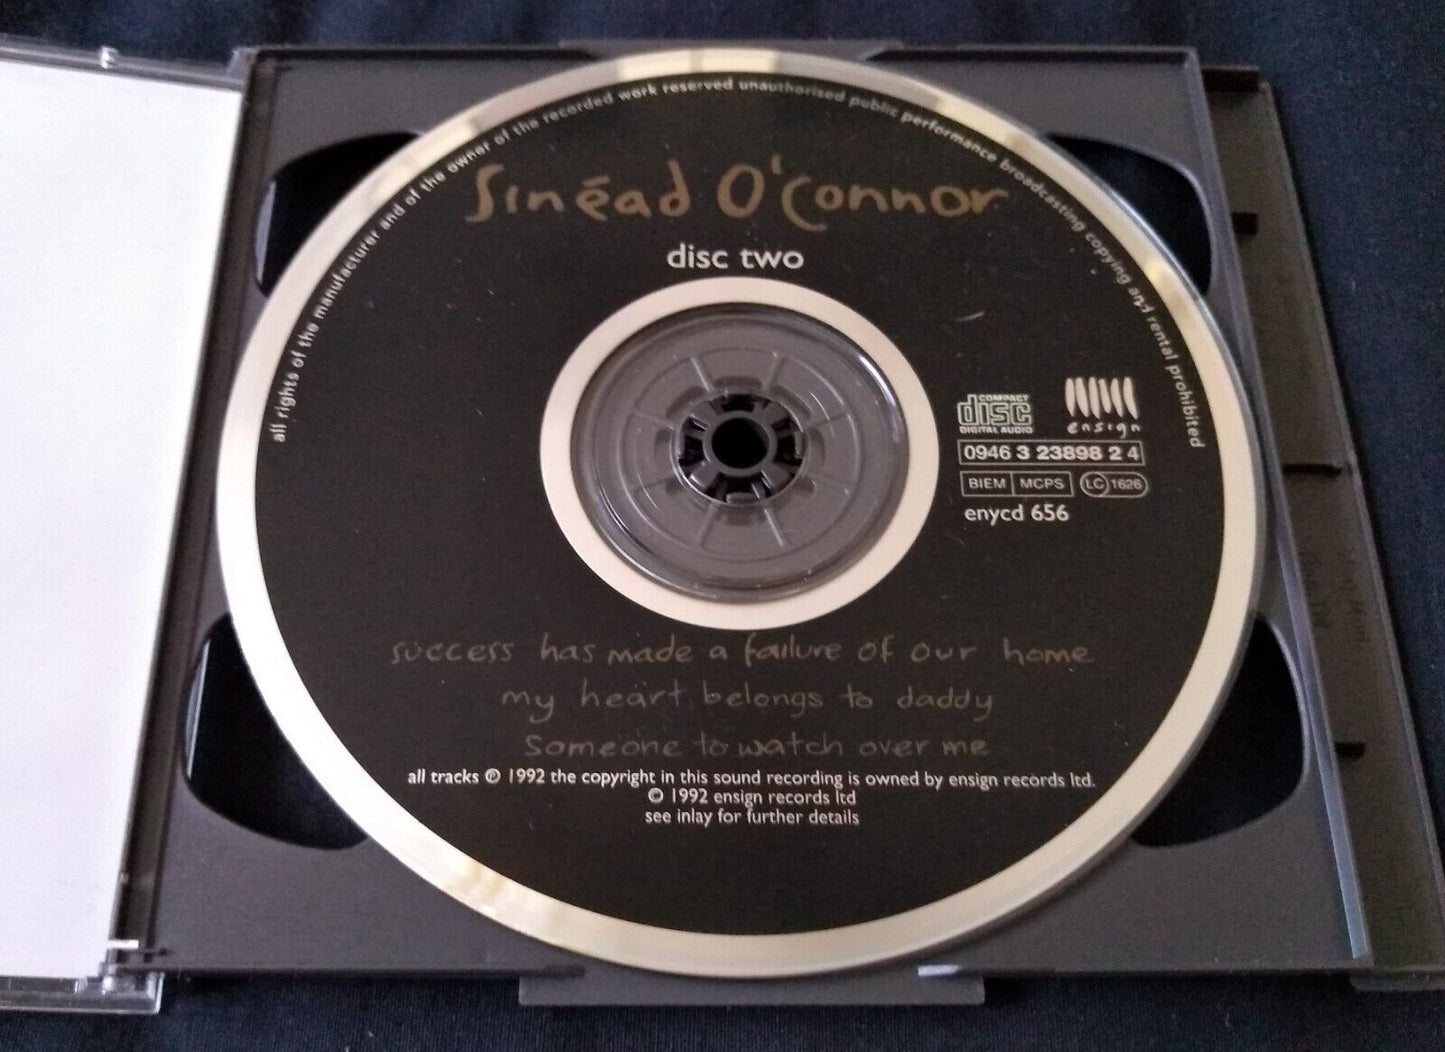 all rights of the manufacturer and of the owner of the recorded work reserved unauthorised public performance broadcasting copying and rental prohibited
Sinéad O'Connor
disc two
COMPACT
disc
DIGITAL AUDIO
ensign
0946 3 23898 2 4
BIEM MCPS LC 1626
enycd 656
success has made a failure of our home
my heart belongs to daddy
someone to watch over me
all tracks ℗ 1992 the copyright in this sound recording is owned by ensign records ltd.
© 1992 ensign records ltd
see inlay for further details